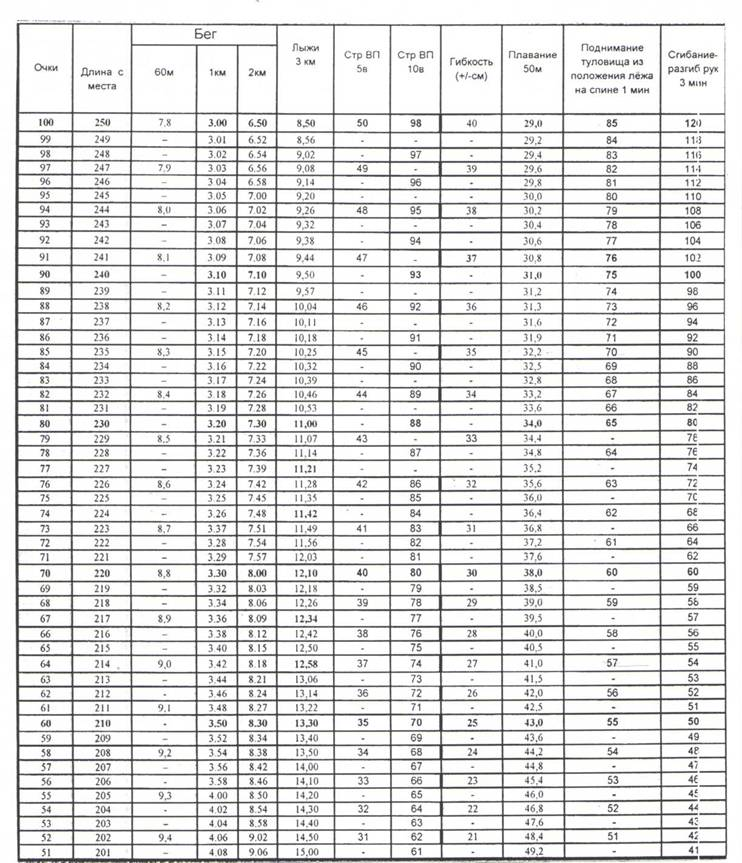 Очки Длина с места Бег 60м 1км 2км Лыжи 3 км Стр ВП 5в Стр ВП 10в Гибкость (+/-см) Плавание 50м Поднимание туловища из положения лёжа на спине 1 мин Сгибание-разгиб рук 3 мин
100 250 7,8 3.00 6.50 8,50 50 98 40 29,0 85 120
99 249 – 3.01 6.52 8,56 - - - 29,2 84 118
98 248 – 3.02 6.54 9,02 - 97 - 29,4 83 116
97 247 7,9 3.03 6.56 9,08 49 - 39 29,6 82 114
96 246 – 3 04 6.58 9,14 - 96 - 29,8 81 112
95 245 – 3.05 7.00 9,20 - - - 30,0 80 110
94 244 8,0 3.06 7.02 9,26 48 95 38 30,2 79 108
93 243 – 3.07 7.04 9,32 - - - 30,4 78 106
92 242 – 3.08 7.06 9,38 - 94 - 30,6 77 104
91 241 8,1 3.09 7.08 9,44 47 - 37 30,8 76 102
90 240 – 3.10 7.10 9,50 - 93 - 31,0 75 100
89 239 – 3.11 7.12 9,57 - - - 31,2 74 98
88 238 8,2 3.12 7.14 10,04 46 92 36 31,3 73 96
87 237 – 3.13 7.16 10,11 - - - 31,6 72 94
86 236 – 3.14 7.18 10,18 - 91 - 31,9 71 92
85 235 8,3 3.15 7.20 10,25 45 - 35 32,2 70 90
84 234 – 3.16 7.22 10,32 - 90 - 32,5 69 88
83 233 – 3.17 7.24 10,39 - - - 32,8 68 86
82 232 8,4 3.18 7.26 10,46 44 89 34 33,2 67 84
81 231 – 3.19 7.28 10,53 - - - 33,6 66 82
80 230 – 3.20 7.30 11,00 - 88 - 34,0 65 80
79 229 8,5 3.21 7.33 11,07 43 - 33 34,4 - 78
78 228 – 3.22 7.36 11,14 - 87 - 34,8 64 76
77 227 – 3.23 7.39 11,21 - - - 35,2 - 74
76 226 8,6 3.24 7.42 11,28 42 86 32 35,6 63 72
75 225 – 3.25 7.45 11,35 - 85 - 36,0 - 70
74 224 – 3.26 7.48 11,42 - 84 - 36,4 62 68
73 223 8,7 3.37 7.51 11,49 41 83 31 36,8 - 66
72 222 – 3.28 7.54 11,56 - 82 - 37,2 61 64
71 221 – 3.29 7.57 12,03 - 81 - 37,6 - 62
70 220 8,8 3.30 8.00 12,10 40 80 30 38,0 60 60
69 219 – 3.32 8.03 12,18 - 79 - 38,5 - 59
68 218 – 3.34 8.06 12,26 39 78 29 39,0 59 58
67 217 8,9 3.36 8.09 12,34 - 77 - 39,5 - 57
66 216 – 3.38 8.12 12,42 38 76 28 40,0 58 56
65 215 – 3.40 8.15 12,50 - 75 - 40,5 - 55
64 214 9,0 3.42 8.18 12,58 37 74 27 41,0 57 54
63 213 – 3.44 8.21 13,06 - 73 - 41,5 - 53
62 212 – 3.46 8.24 13,14 36 72 26 42,0 56 52
61 211 9,1 3.48 8.27 13,22 - 71 - 42,5 - 51
60 210 - 3.50 8.30 13,30 35 70 25 43,0 55 50
59 209 – 3.52 8.34 13,40 - 69 - 43,6 - 49
58 208 9,2 3.54 8.38 13,50 34 68 24 44,2 54 48
57 207 – 3.56 8.42 14,00 - 67 - 44,8 - 47
56 206 - 3.58 8.46 14,10 33 66 23 45,4 53 46
55 205 9,3 4.00 8.50 14,20 - 65 - 46,0 - 45
54 204 - 4.02 8.54 14,30 32 64 22 46,8 52 44
53 203 – 4.04 8.58 14,40 - 63 - 47,6 - 43
52 202 9,4 4.06 9.02 14,50 31 62 21 48,4 51 42
51 201 – 4.08 9.06 15,00 - 61 - 49,2 - 41